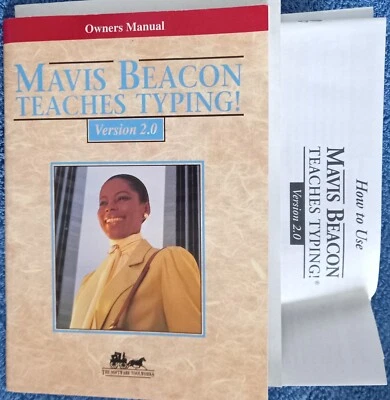 Owners Manual
MAVIS BEACON
TEACHES TYPING!
Version 2.0
THE SOFTWARE TOOLWORKS
How to Use
MAVIS BEACON
TEACHES TYPING!®
Version 2.0